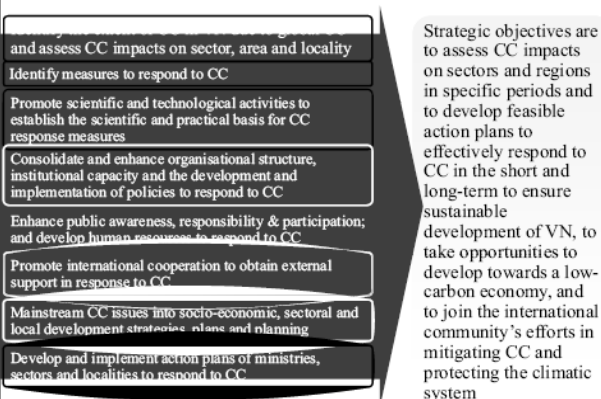 and assess CC impacts on sector, area and locality
Identify measures to respond to CC
Promote scientific and technological activities to
establish the scientific and practical basis for CC
response measures
Consolidate and enhance organisational structure,
institutional capacity and the development and
implementation of policies to respond to CC
Enhance public awareness, responsibility & participation;
and develop human resources to respond to CC
Promote international cooperation to obtain external
support in response to CC
Mainstream CC issues into socio-economic, sectoral and
local development strategies, plans and planning
Develop and implement action plans of ministries,
sectors and localities to respond to CC
Strategic objectives are
to assess CC impacts
on sectors and regions
in specific periods and
to develop feasible
action plans to
effectively respond to
CC in the short and
long-term to ensure
sustainable
development of VN, to
take opportunities to
develop towards a low-
carbon economy, and
to join the international
community's efforts in
mitigating CC and
protecting the climatic
system